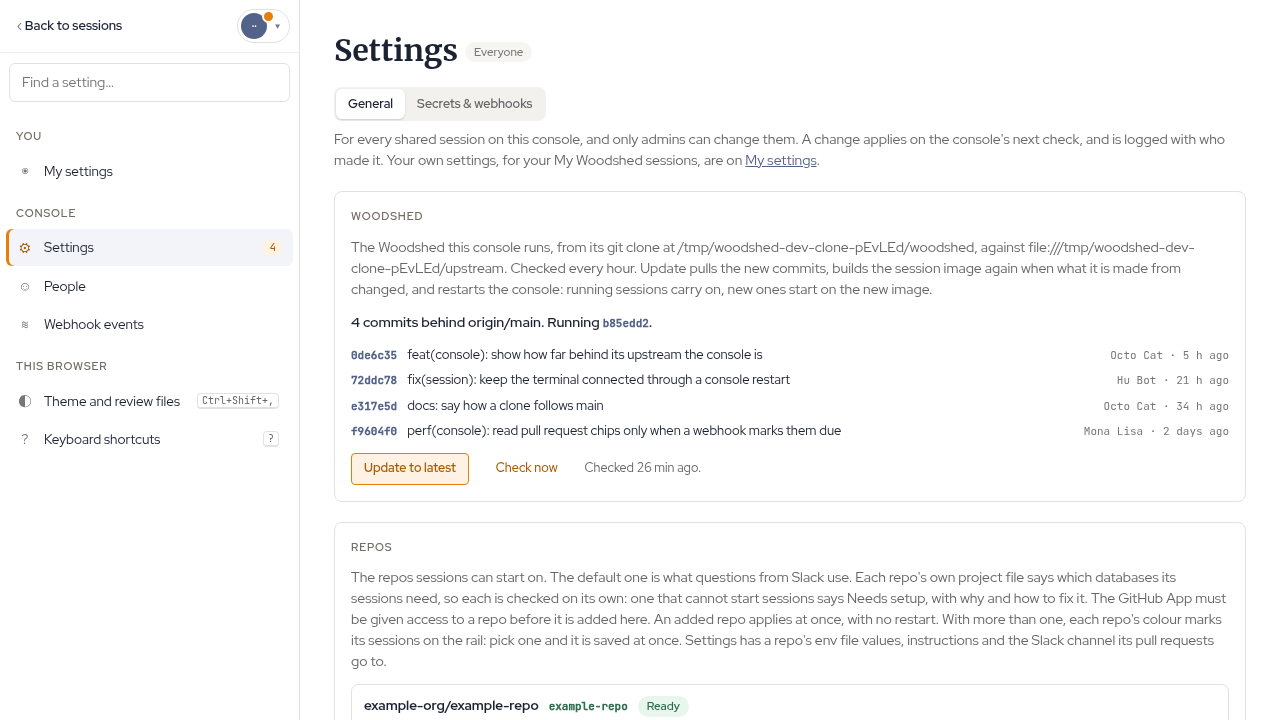 ‹ Back to sessions
Find a setting...
YOU
My settings
CONSOLE
Settings 4
People
Webhook events
THIS BROWSER
Theme and review files Ctrl+Shift+,
? Keyboard shortcuts ?
Settings Everyone
General Secrets & webhooks
For every shared session on this console, and only admins can change them. A change applies on the console's next check, and is logged with who
made it. Your own settings, for your My Woodshed sessions, are on My settings.
WOODSHED
The Woodshed this console runs, from its git clone at /tmp/woodshed-dev-clone-pEvLEd/woodshed, against file:///tmp/woodshed-dev-
clone-pEvLEd/upstream. Checked every hour. Update pulls the new commits, builds the session image again when what it is made from
changed, and restarts the console: running sessions carry on, new ones start on the new image.
4 commits behind origin/main. Running b85edd2.
0de6c35 feat(console): show how far behind its upstream the console is Octo Cat · 5 h ago
72ddc78 fix(session): keep the terminal connected through a console restart Hu Bot · 21 h ago
e317e5d docs: say how a clone follows main Octo Cat · 34 h ago
f9604f0 perf(console): read pull request chips only when a webhook marks them due Mona Lisa · 2 days ago
Update to latest Check now Checked 26 min ago.
REPOS
The repos sessions can start on. The default one is what questions from Slack use. Each repo's own project file says which databases its
sessions need, so each is checked on its own: one that cannot start sessions says Needs setup, with why and how to fix it. The GitHub App must
be given access to a repo before it is added here. An added repo applies at once, with no restart. With more than one, each repo's colour marks
its sessions on the rail: pick one and it is saved at once. Settings has a repo's env file values, instructions and the Slack channel its pull requests
go to.
example-org/example-repo example-repo Ready